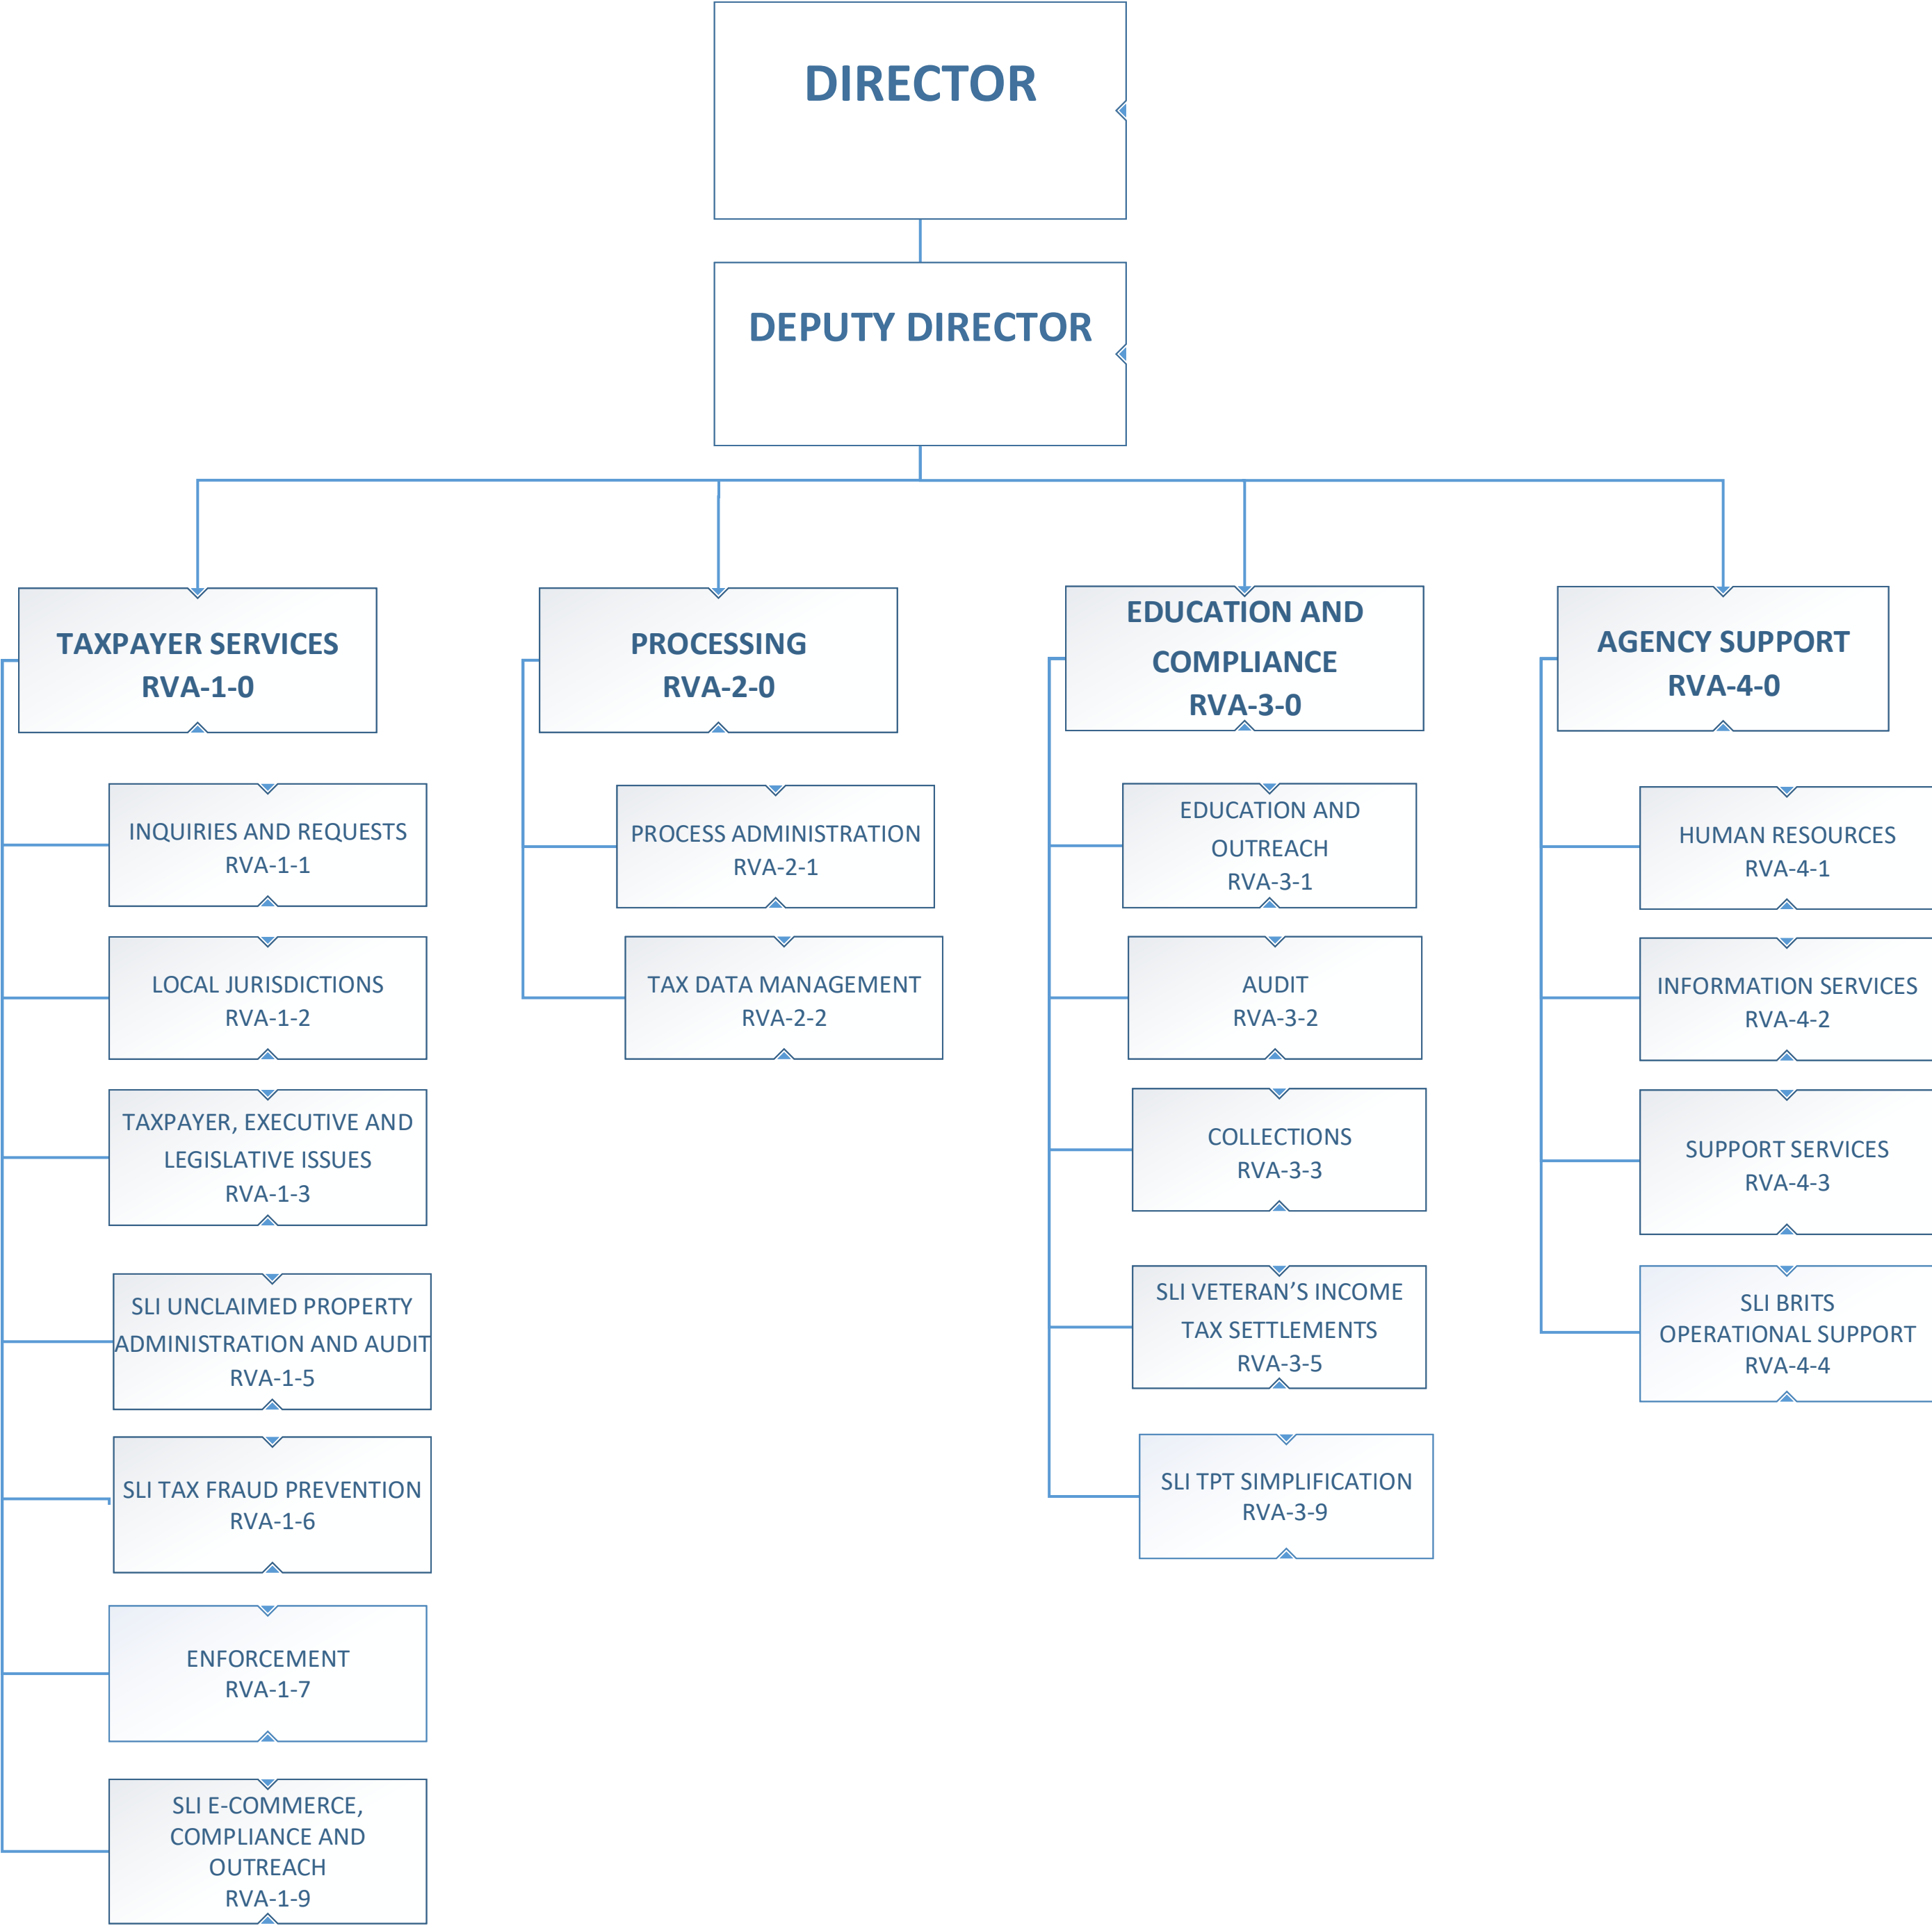 DIRECTOR
DEPUTY DIRECTOR
TAXPAYER SERVICES
RVA-1-0
INQUIRIES AND REQUESTS
RVA-1-1
LOCAL JURISDICTIONS
RVA-1-2
TAXPAYER, EXECUTIVE AND
LEGISLATIVE ISSUES
RVA-1-3
SLI UNCLAIMED PROPERTY
ADMINISTRATION AND AUDIT
RVA-1-5
SLI TAX FRAUD PREVENTION
RVA-1-6
ENFORCEMENT
RVA-1-7
SLI E-COMMERCE,
COMPLIANCE AND
OUTREACH
RVA-1-9
PROCESSING
RVA-2-0
PROCESS ADMINISTRATION
RVA-2-1
TAX DATA MANAGEMENT
RVA-2-2
EDUCATION AND
COMPLIANCE
RVA-3-0
EDUCATION AND
OUTREACH
RVA-3-1
AUDIT
RVA-3-2
COLLECTIONS
RVA-3-3
SLI VETERAN’S INCOME
TAX SETTLEMENTS
RVA-3-5
SLI TPT SIMPLIFICATION
RVA-3-9
AGENCY SUPPORT
RVA-4-0
HUMAN RESOURCES
RVA-4-1
INFORMATION SERVICES
RVA-4-2
SUPPORT SERVICES
RVA-4-3
SLI BRITS
OPERATIONAL SUPPORT
RVA-4-4